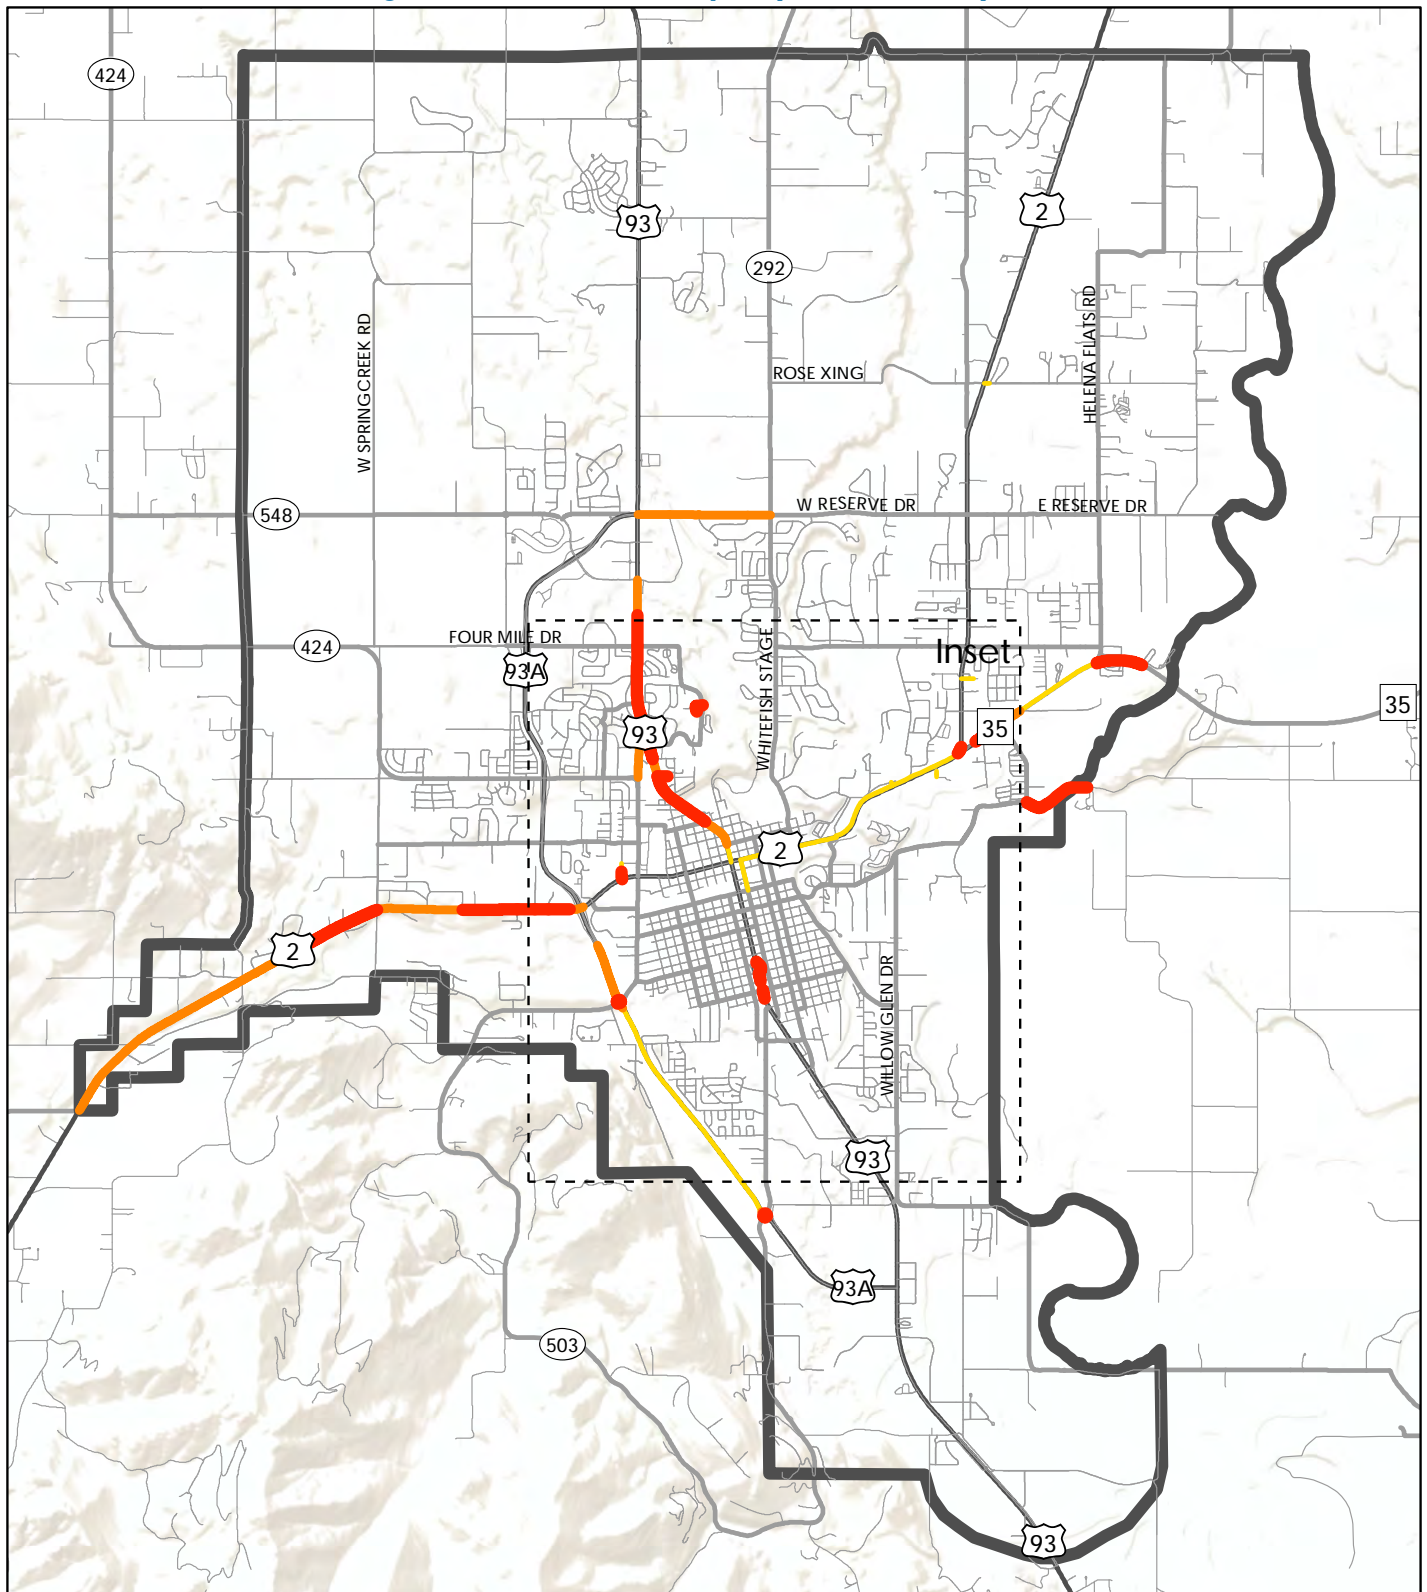 424
93
2
292
HELENA FLATS RD
W SPRINGCREEK RD
ROSE XING
548
W RESERVE DR
E RESERVE DR
424
FOUR MILE DR
93A
WHITEFISH STAGE
Inset
35
35
93
2
2
WILLOW GLEN DR
93
93A
503
93